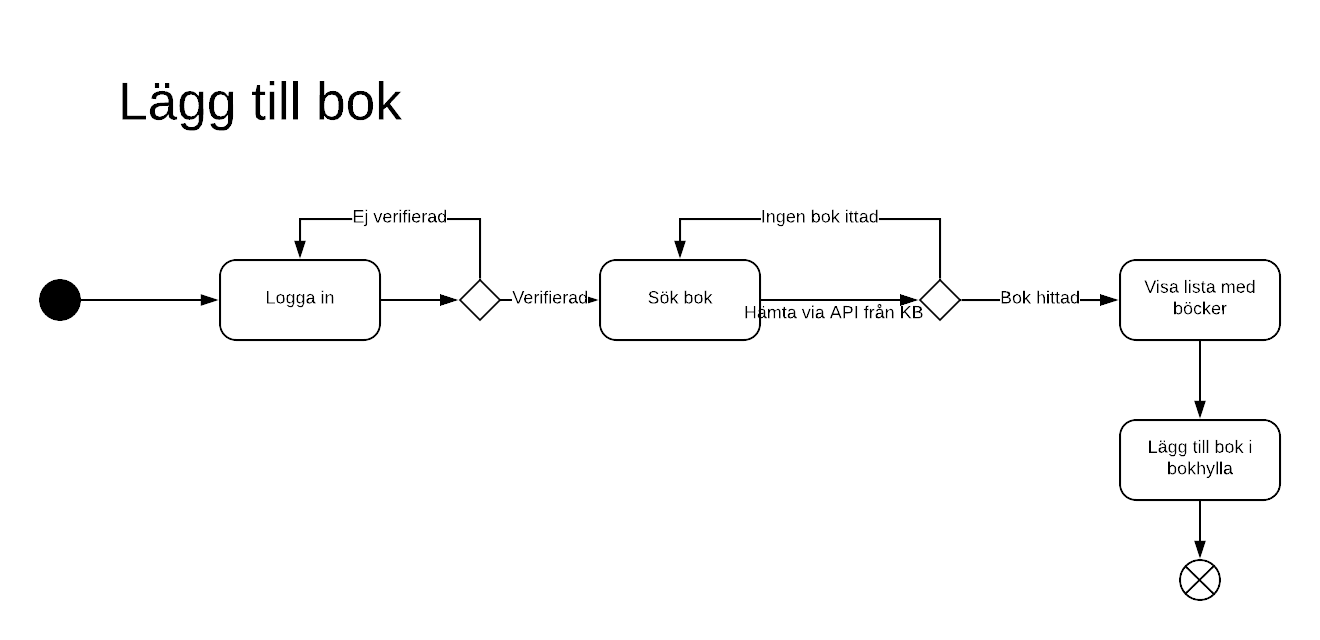 Lägg till bok
Ej verifierad
Ingen bok ittad
Logga in
Verifierad
Sök bok
Hämta via API från KB
Bok hittad
Visa lista med
böcker
Lägg till bok i
bokhylla